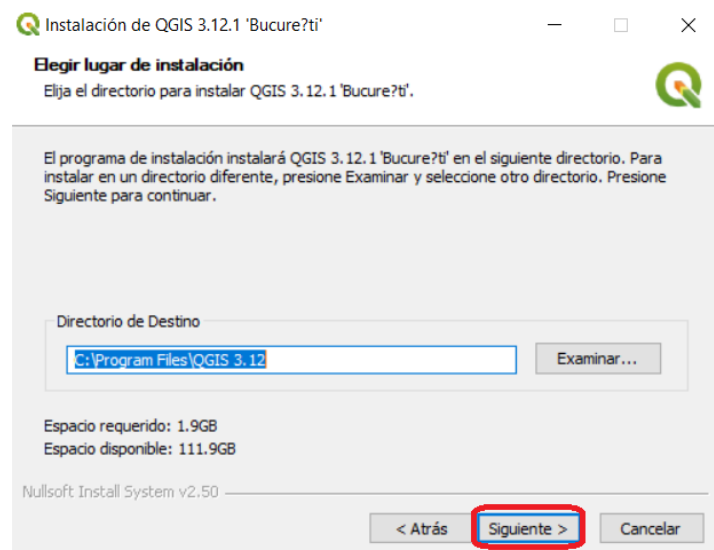 Instalación de QGIS 3.12.1 'Bucure?ti'
Elegir lugar de instalación
Elija el directorio para instalar QGIS 3.12.1 'Bucure?ti'.
El programa de instalación instalará QGIS 3.12.1 'Bucure?ti' en el siguiente directorio. Para
instalar en un directorio diferente, presione Examinar y seleccione otro directorio. Presione
Siguiente para continuar.
Directorio de Destino
C:\Program Files\QGIS 3.12
Examinar...
Espacio requerido: 1.9GB
Espacio disponible: 111.9GB
Nullsoft Install System v2.50
< Atrás
Siguiente >
Cancelar